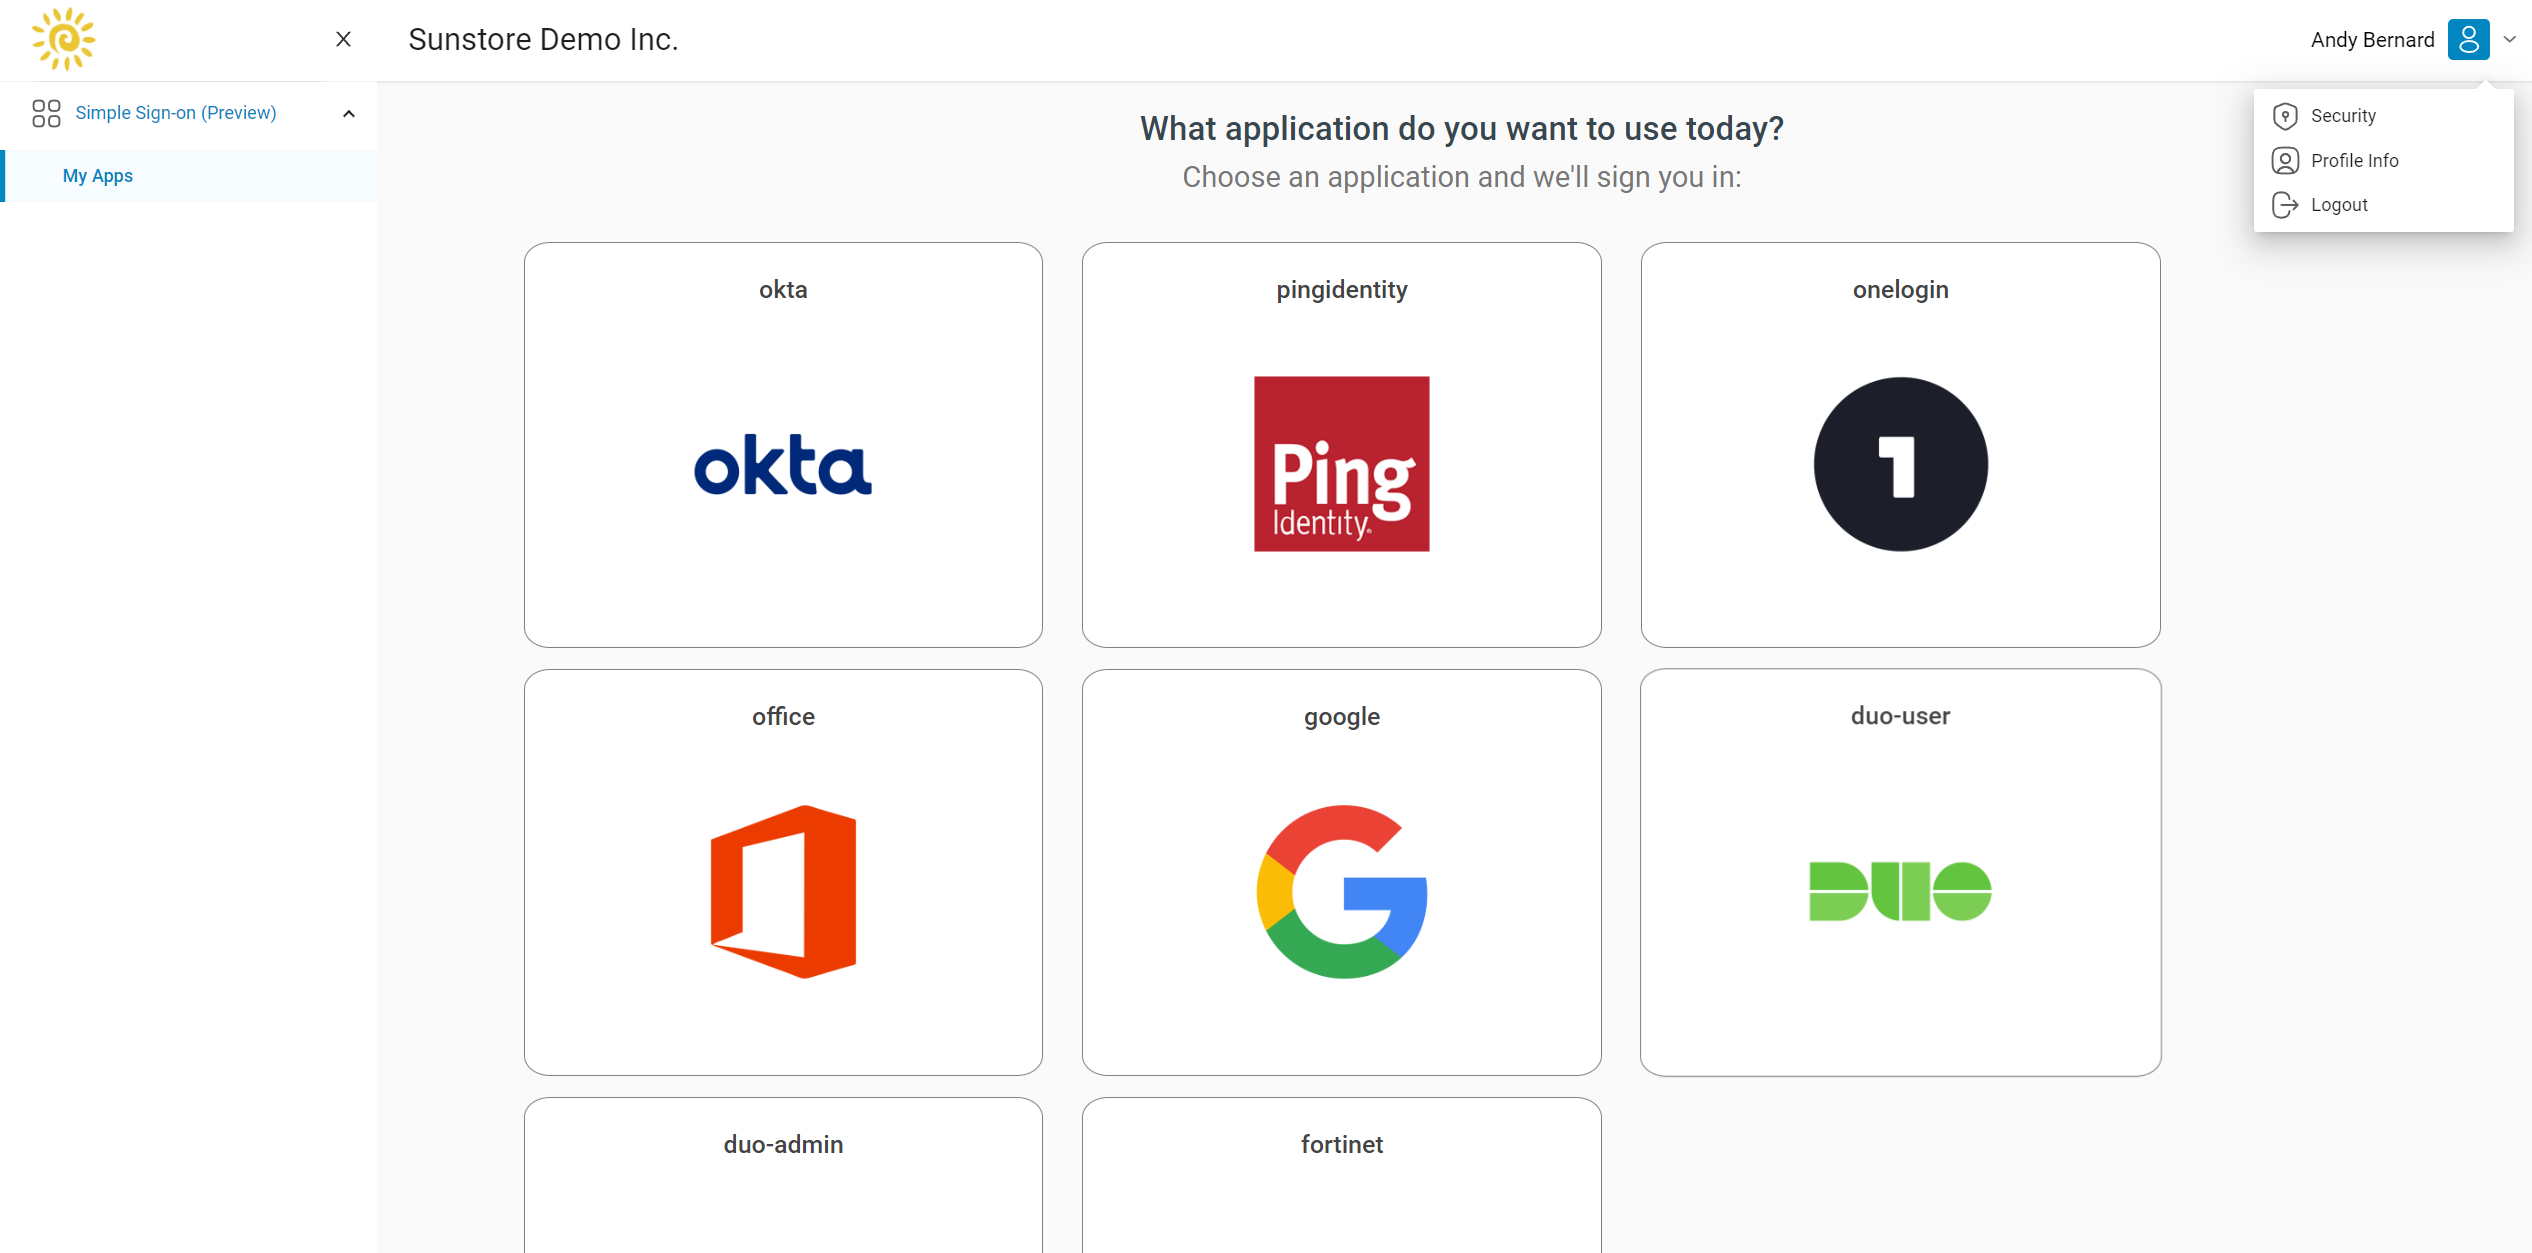 Sunstore Demo Inc.
Andy Bernard
Simple Sign-on (Preview)
My Apps
Security
Profile Info
Logout
What application do you want to use today?
Choose an application and we'll sign you in:
okta
pingidentity
onelogin
okta
Ping
Identity
1
office
google
duo-user
G
DUO
duo-admin
fortinet